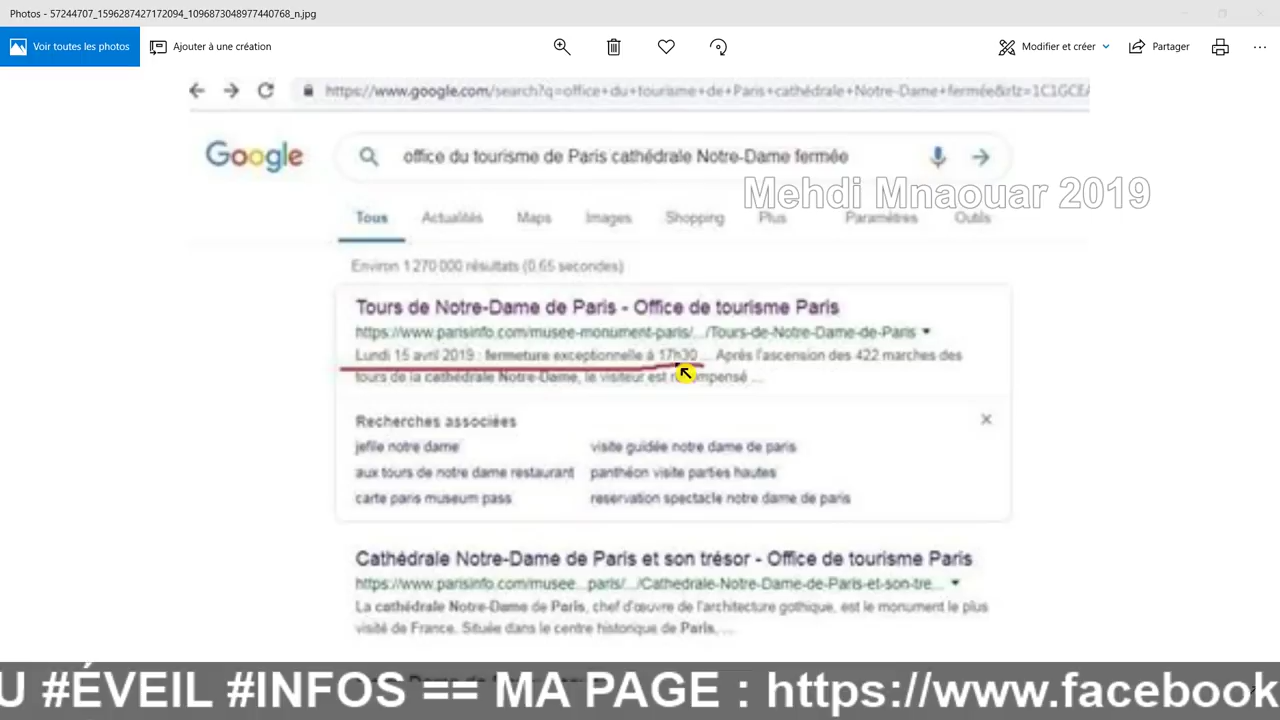 Photos - 57244707_1596287427172094_1096873048977440768_n.jpg
Voir toutes les photos
Ajouter à une création
Modifier et créer
Partager
https://www.google.com/search?q=office+du+tourisme+de+Paris+cathédrale+Notre-Dame+fermée&rlz=1C1GCEA
Google
office du tourisme de Paris cathédrale Notre-Dame fermée
Mehdi Mnaouar 2019
Tous Actualités Maps Images Shopping Plus Paramètres Outils
Environ 1 270 000 résultats (0,65 secondes)
Tours de Notre-Dame de Paris - Office de tourisme Paris
https://www.parisinfo.com/musee-monument-paris/.../Tours-de-Notre-Dame-de-Paris
Lundi 15 avril 2019 : fermeture exceptionnelle à 17h30 ... Après l'ascension des 422 marches des
tours de la cathédrale Notre-Dame, le visiteur est récompensé ...
Recherches associées
jefile notre dame
visite guidée notre dame de paris
aux tours de notre dame restaurant
panthéon visite parties hautes
carte paris museum pass
reservation spectacle notre dame de paris
Cathédrale Notre-Dame de Paris et son trésor - Office de tourisme Paris
https://www.parisinfo.com/musee...paris/.../Cathedrale-Notre-Dame-de-Paris-et-son-tre...
La cathédrale Notre-Dame de Paris, chef d'œuvre de l'architecture gothique, est le monument le plus
visité de France. Située dans le centre historique de Paris, ...
U #ÉVEIL #INFOS == MA PAGE : https://www.facebook